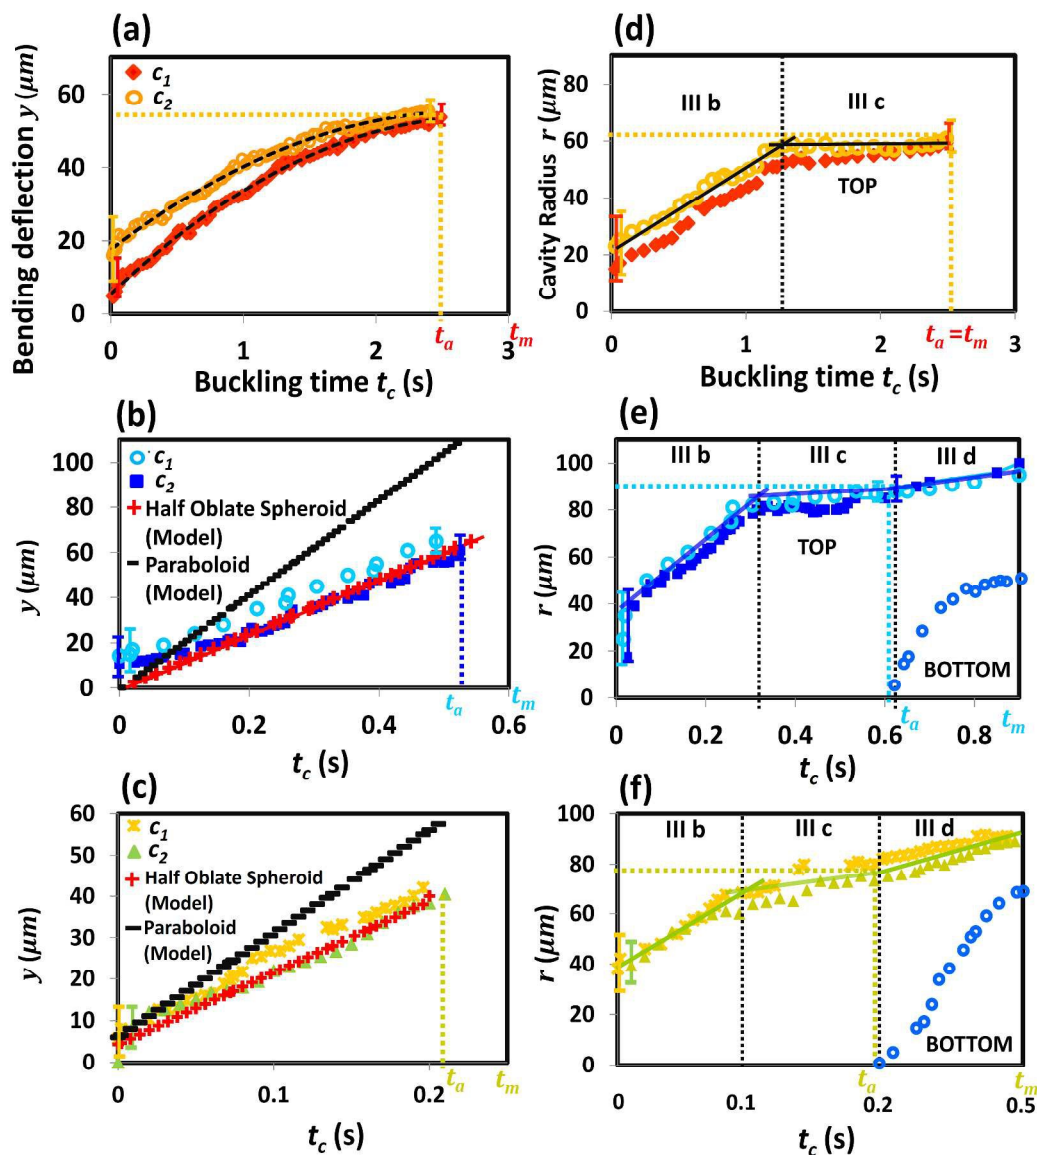 (a)
Bending deflection y (μm)
60
40
20
0
c1
c2
0
1
2
3
ta
tm
Buckling time tc (s)
(d)
Cavity Radius r (μm)
80
60
40
20
0
III b
III c
TOP
0
1
2
3
ta =tm
Buckling time tc (s)
(b)
y (μm)
100
80
60
40
20
0
c1
c2
Half Oblate Spheroid
(Model)
Paraboloid
(Model)
0
0.2
0.4
0.6
ta
tm
tc (s)
(e)
r (μm)
100
80
60
40
20
0
III b
III c
III d
TOP
BOTTOM
0
0.2
0.4
0.6
0.8
ta
tm
tc (s)
(c)
y (μm)
60
50
40
30
20
10
0
c1
c2
Half Oblate Spheroid
(Model)
Paraboloid
(Model)
0
0.1
0.2
ta
tm
tc (s)
(f)
r (μm)
100
80
60
40
20
0
III b
III c
III d
BOTTOM
0
0.1
0.2
0.5
ta
tm
tc (s)